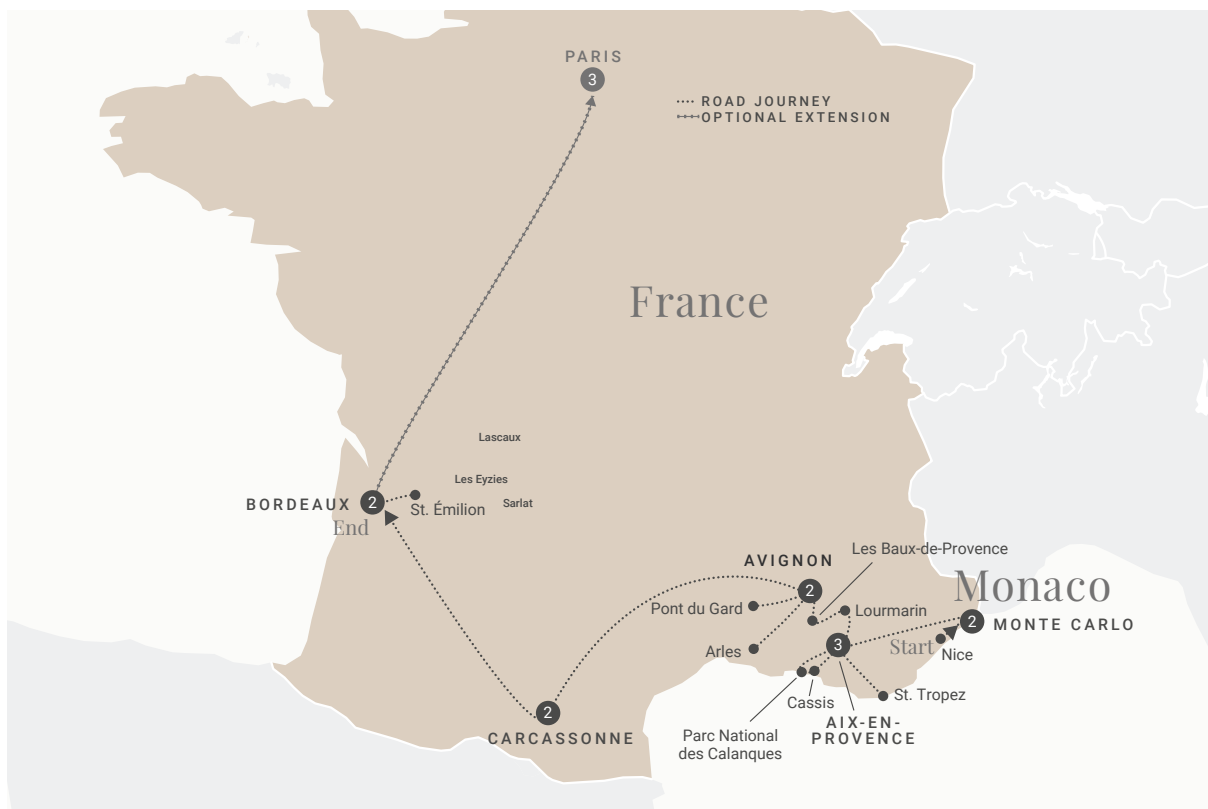 PARIS
3
ROAD JOURNEY
OPTIONAL EXTENSION
France
Lascaux
Les Eyzies
Sarlat
BORDEAUX
2
St. Émilion
End
Les Baux-de-Provence
AVIGNON
2
Monaco
Pont du Gard
Lourmarin
2
MONTE CARLO
Arles
3
Start
Nice
St. Tropez
Cassis
2
CARCASSONNE
Parc National
des Calanques
AIX-EN-
PROVENCE